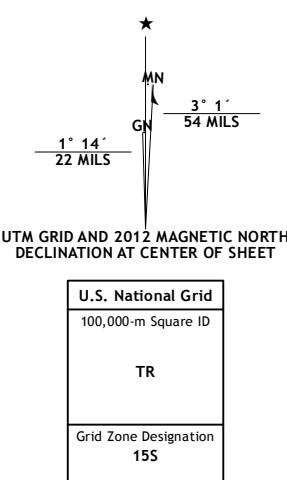 ★
MN
3° 1´
54 MILS
GN
1° 14´
22 MILS
UTM GRID AND 2012 MAGNETIC NORTH
DECLINATION AT CENTER OF SHEET
U.S. National Grid
100,000-m Square ID
TR
Grid Zone Designation
15S